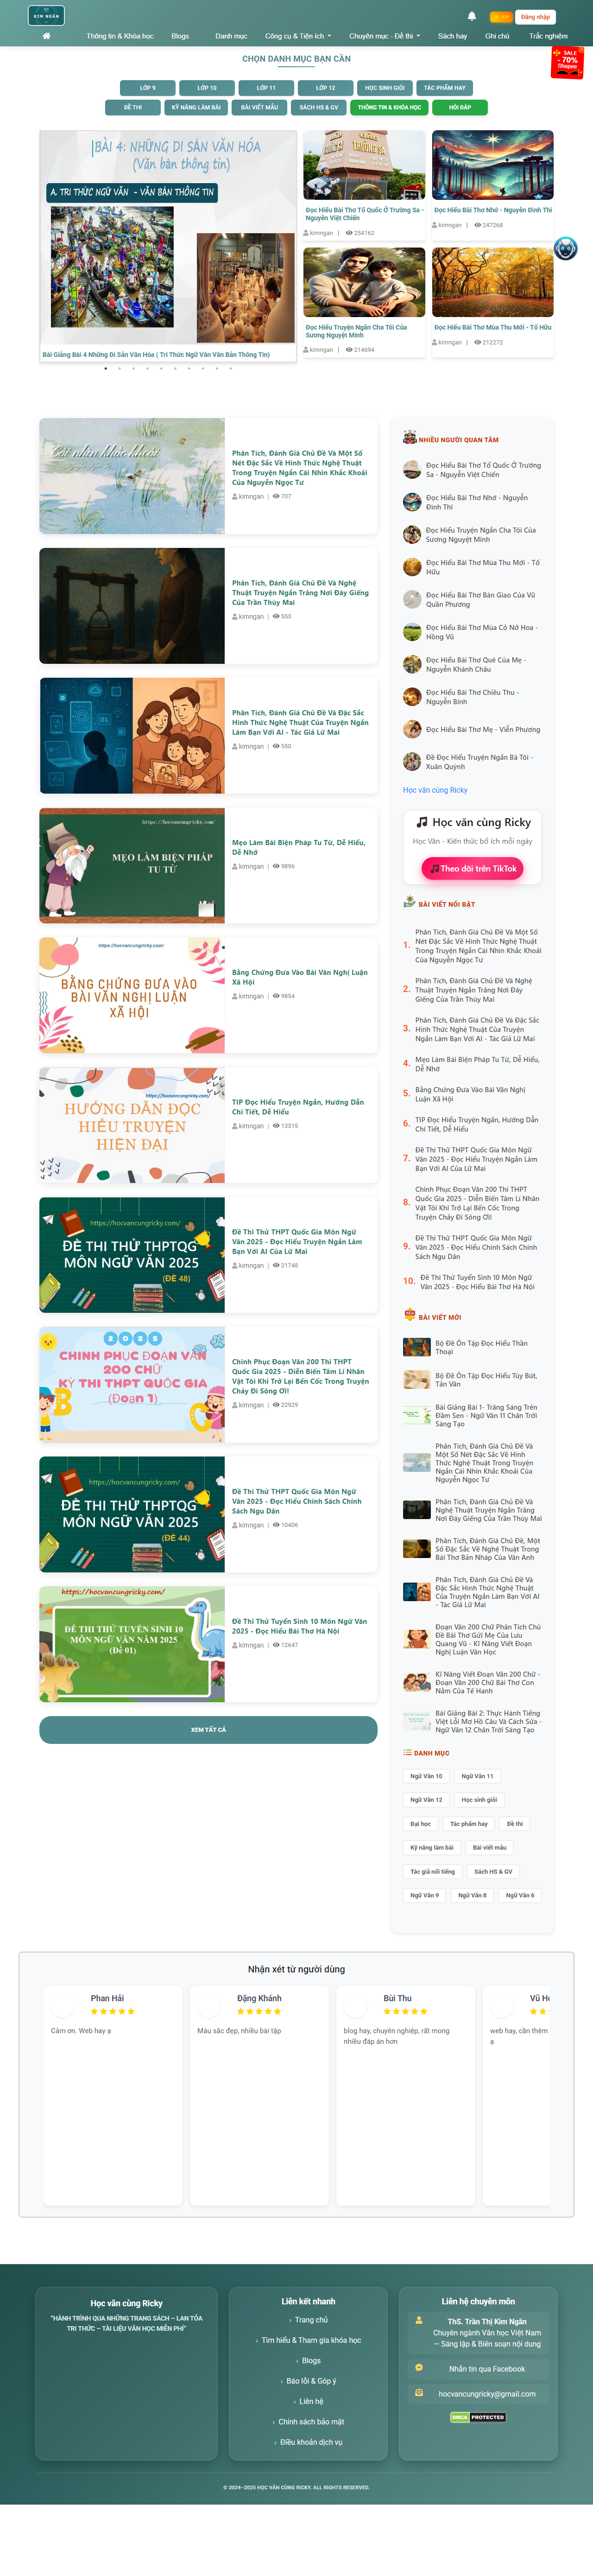 KIM NGÂN
Đăng nhập
Thông tin & Khóa học
Blogs
Danh mục
Công cụ & Tiện ích
Chuyên mục - Đề thi
Sách hay
Ghi chú
Trắc nghiệm
SALE
- 70%
Shopee
CHỌN DANH MỤC BẠN CẦN
LỚP 9
LỚP 10
LỚP 11
LỚP 12
HỌC SINH GIỎI
TÁC PHẨM HAY
ĐỀ THI
KỸ NĂNG LÀM BÀI
BÀI VIẾT MẪU
SÁCH HS & GV
THÔNG TIN & KHÓA HỌC
HỎI ĐÁP
BÀI 4: NHỮNG DI SẢN VĂN HÓA
(Văn bản thông tin)
A. TRI THỨC NGỮ VĂN - VĂN BẢN THÔNG TIN
Bài Giảng Bài 4 Những Di Sản Văn Hóa ( Tri Thức Ngữ Văn Văn Bản Thông Tin)
Đọc Hiểu Bài Thơ Tổ Quốc Ở Trường Sa -
Nguyễn Việt Chiến
kimngan | 254162
Đọc Hiểu Bài Thơ Nhớ - Nguyễn Đình Thi
kimngan | 247268
Đọc Hiểu Truyện Ngắn Cha Tôi Của
Sương Nguyệt Minh
kimngan | 214694
Đọc Hiểu Bài Thơ Mùa Thu Mới - Tố Hữu
kimngan | 212272
Cái nhìn khắc khoải
Phân Tích, Đánh Giá Chủ Đề Và Một Số
Nét Đặc Sắc Về Hình Thức Nghệ Thuật
Trong Truyện Ngắn Cái Nhìn Khắc Khoải
Của Nguyễn Ngọc Tư
kimngan | 707
Phân Tích, Đánh Giá Chủ Đề Và Nghệ
Thuật Truyện Ngắn Trăng Nơi Đáy Giếng
Của Trần Thùy Mai
kimngan | 553
Phân Tích, Đánh Giá Chủ Đề Và Đặc Sắc
Hình Thức Nghệ Thuật Của Truyện Ngắn
Làm Bạn Với AI - Tác Giả Lữ Mai
kimngan | 550
https://hocvancungricky.com/
MẸO LÀM BIỆN PHÁP
TU TỪ
Mẹo Làm Bài Biện Pháp Tu Từ, Dễ Hiểu,
Dễ Nhớ
kimngan | 9896
https://hocvancungricky.com/
BẰNG CHỨNG ĐƯA VÀO
BÀI VĂN NGHỊ LUẬN
XÃ HỘI
Bằng Chứng Đưa Vào Bài Văn Nghị Luận
Xã Hội
kimngan | 9854
https://hocvancungricky.com/
HƯỚNG DẪN ĐỌC
HIỂU TRUYỆN
HIỆN ĐẠI
TIP Đọc Hiểu Truyện Ngắn, Hướng Dẫn
Chi Tiết, Dễ Hiểu
kimngan | 13315
https://hocvancungricky.com/
ĐỀ THI THỬ THPTQG
MÔN NGỮ VĂN 2025
(ĐỀ 48)
Đề Thi Thử THPT Quốc Gia Môn Ngữ
Văn 2025 - Đọc Hiểu Truyện Ngắn Làm
Bạn Với AI Của Lữ Mai
kimngan | 21748
2025
CHINH PHỤC ĐOẠN VĂN
200 CHỮ
KỲ THI THPT QUỐC GIA
(Đoạn 1)
Chinh Phục Đoạn Văn 200 Thi THPT
Quốc Gia 2025 - Diễn Biến Tâm Lí Nhân
Vật Tôi Khi Trở Lại Bến Cốc Trong Truyện
Chảy Đi Sông Ơi!
kimngan | 22929
https://hocvancungricky.com/
ĐỀ THI THỬ THPTQG
MÔN NGỮ VĂN 2025
(ĐỀ 44)
Đề Thi Thử THPT Quốc Gia Môn Ngữ
Văn 2025 - Đọc Hiểu Chính Sách Chính
Sách Ngu Dân
kimngan | 10406
https://hocvancungricky.com/
ĐỀ THI THỬ TUYỂN SINH 10
MÔN NGỮ VĂN NĂM 2025
(Đề 01)
Đề Thi Thử Tuyển Sinh 10 Môn Ngữ Văn
2025 - Đọc Hiểu Bài Thơ Hà Nội
kimngan | 12647
XEM TẤT CẢ
NHIỀU NGƯỜI QUAN TÂM
Đọc Hiểu Bài Thơ Tổ Quốc Ở Trường
Sa - Nguyễn Việt Chiến
Đọc Hiểu Bài Thơ Nhớ - Nguyễn
Đình Thi
Đọc Hiểu Truyện Ngắn Cha Tôi Của
Sương Nguyệt Minh
Đọc Hiểu Bài Thơ Mùa Thu Mới - Tố
Hữu
Đọc Hiểu Bài Thơ Bàn Giao Của Vũ
Quần Phương
Đọc Hiểu Bài Thơ Mùa Cỏ Nở Hoa -
Hồng Vũ
Đọc Hiểu Bài Thơ Quê Của Mẹ -
Nguyễn Khánh Châu
Đọc Hiểu Bài Thơ Chiều Thu -
Nguyễn Bính
Đọc Hiểu Bài Thơ Mẹ - Viễn Phương
Đề Đọc Hiểu Truyện Ngắn Bà Tôi -
Xuân Quỳnh
Học văn cùng Ricky
Học văn cùng Ricky
Học Văn - Kiến thức bổ ích mỗi ngày
Theo dõi trên TikTok
BÀI VIẾT NỔI BẬT
1. Phân Tích, Đánh Giá Chủ Đề Và Một Số
Nét Đặc Sắc Về Hình Thức Nghệ Thuật
Trong Truyện Ngắn Cái Nhìn Khắc Khoải
Của Nguyễn Ngọc Tư
2. Phân Tích, Đánh Giá Chủ Đề Và Nghệ
Thuật Truyện Ngắn Trăng Nơi Đáy
Giếng Của Trần Thùy Mai
3. Phân Tích, Đánh Giá Chủ Đề Và Đặc Sắc
Hình Thức Nghệ Thuật Của Truyện Ngắn
Làm Bạn Với AI - Tác Giả Lữ Mai
4. Mẹo Làm Bài Biện Pháp Tu Từ, Dễ Hiểu,
Dễ Nhớ
5. Bằng Chứng Đưa Vào Bài Văn Nghị
Luận Xã Hội
6. TIP Đọc Hiểu Truyện Ngắn, Hướng Dẫn
Chi Tiết, Dễ Hiểu
7. Đề Thi Thử THPT Quốc Gia Môn Ngữ
Văn 2025 - Đọc Hiểu Truyện Ngắn Làm
Bạn Với AI Của Lữ Mai
8. Chinh Phục Đoạn Văn 200 Thi THPT
Quốc Gia 2025 - Diễn Biến Tâm Lí Nhân
Vật Tôi Khi Trở Lại Bến Cốc Trong
Truyện Chảy Đi Sông Ơi!
9. Đề Thi Thử THPT Quốc Gia Môn Ngữ
Văn 2025 - Đọc Hiểu Chính Sách Chính
Sách Ngu Dân
10. Đề Thi Thử Tuyển Sinh 10 Môn Ngữ
Văn 2025 - Đọc Hiểu Bài Thơ Hà Nội
BÀI VIẾT MỚI
Bộ Đề Ôn Tập Đọc Hiểu Thần
Thoại
Bộ Đề Ôn Tập Đọc Hiểu Tùy Bút,
Tản Văn
Bài Giảng Bài 1- Trăng Sáng Trên
Đầm Sen - Ngữ Văn 11 Chân Trời
Sáng Tạo
Phân Tích, Đánh Giá Chủ Đề Và
Một Số Nét Đặc Sắc Về Hình
Thức Nghệ Thuật Trong Truyện
Ngắn Cái Nhìn Khắc Khoải Của
Nguyễn Ngọc Tư
Phân Tích, Đánh Giá Chủ Đề Và
Nghệ Thuật Truyện Ngắn Trăng
Nơi Đáy Giếng Của Trần Thùy Mai
Phân Tích, Đánh Giá Chủ Đề, Một
Số Đặc Sắc Về Nghệ Thuật Trong
Bài Thơ Bản Nháp Của Vân Anh
Phân Tích, Đánh Giá Chủ Đề Và
Đặc Sắc Hình Thức Nghệ Thuật
Của Truyện Ngắn Làm Bạn Với AI
- Tác Giả Lữ Mai
Đoạn Văn 200 Chữ Phân Tích Chủ
Đề Bài Thơ Gửi Mẹ Của Lưu
Quang Vũ - Kĩ Năng Viết Đoạn
Nghị Luận Văn Học
Kĩ Năng Viết Đoạn Văn 200 Chữ -
Đoạn Văn 200 Chữ Bài Thơ Con
Nắm Của Tế Hanh
Bài Giảng Bài 2: Thực Hành Tiếng
Việt Lỗi Mơ Hồ Câu Và Cách Sửa -
Ngữ Văn 12 Chân Trời Sáng Tạo
DANH MỤC
Ngữ Văn 10
Ngữ Văn 11
Ngữ Văn 12
Học sinh giỏi
Đại học
Tác phẩm hay
Đề thi
Kỹ năng làm bài
Bài viết mẫu
Tác giả nổi tiếng
Sách HS & GV
Ngữ Văn 9
Ngữ Văn 8
Ngữ Văn 6
Nhận xét từ người dùng
Phan Hải
Cảm ơn. Web hay ạ
Đặng Khánh
Màu sắc đẹp, nhiều bài tập
Bùi Thu
blog hay, chuyên nghiệp, rất mong
nhiều đáp án hơn
web hay, cần thêm
ạ
Học văn cùng Ricky
“HÀNH TRÌNH QUA NHỮNG TRANG SÁCH – LAN TỎA
TRI THỨC – TÀI LIỆU VĂN HỌC MIỄN PHÍ”
Liên kết nhanh
› Trang chủ
› Tìm hiểu & Tham gia khóa học
› Blogs
› Báo lỗi & Góp ý
› Liên hệ
› Chính sách bảo mật
› Điều khoản dịch vụ
Liên hệ chuyên môn
ThS. Trần Thị Kim Ngân
Chuyên ngành Văn học Việt Nam
— Sáng lập & Biên soạn nội dung
Nhắn tin qua Facebook
hocvancungricky@gmail.com
DMCA PROTECTED
© 2024–2025 HỌC VĂN CÙNG RICKY. ALL RIGHTS RESERVED.